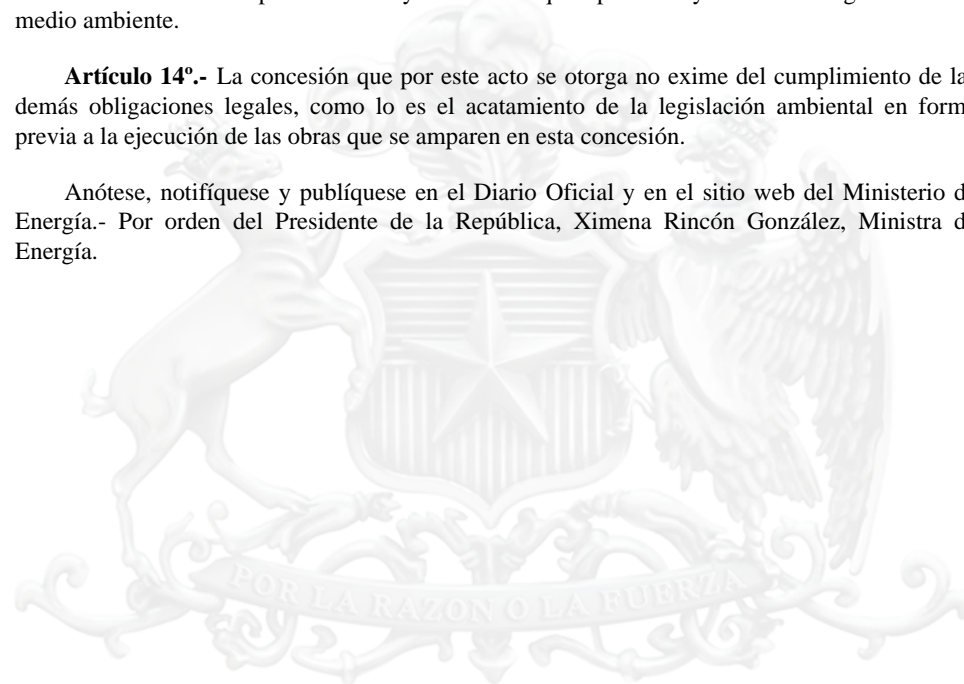 medio ambiente.
Artículo 14º.- La concesión que por este acto se otorga no exime del cumplimiento de la
demás obligaciones legales, como lo es el acatamiento de la legislación ambiental en form
previa a la ejecución de las obras que se amparen en esta concesión.
Anótese, notifíquese y publíquese en el Diario Oficial y en el sitio web del Ministerio d
Energía.- Por orden del Presidente de la República, Ximena Rincón González, Ministra d
Energía.
POR LA RAZON O LA FUERZA